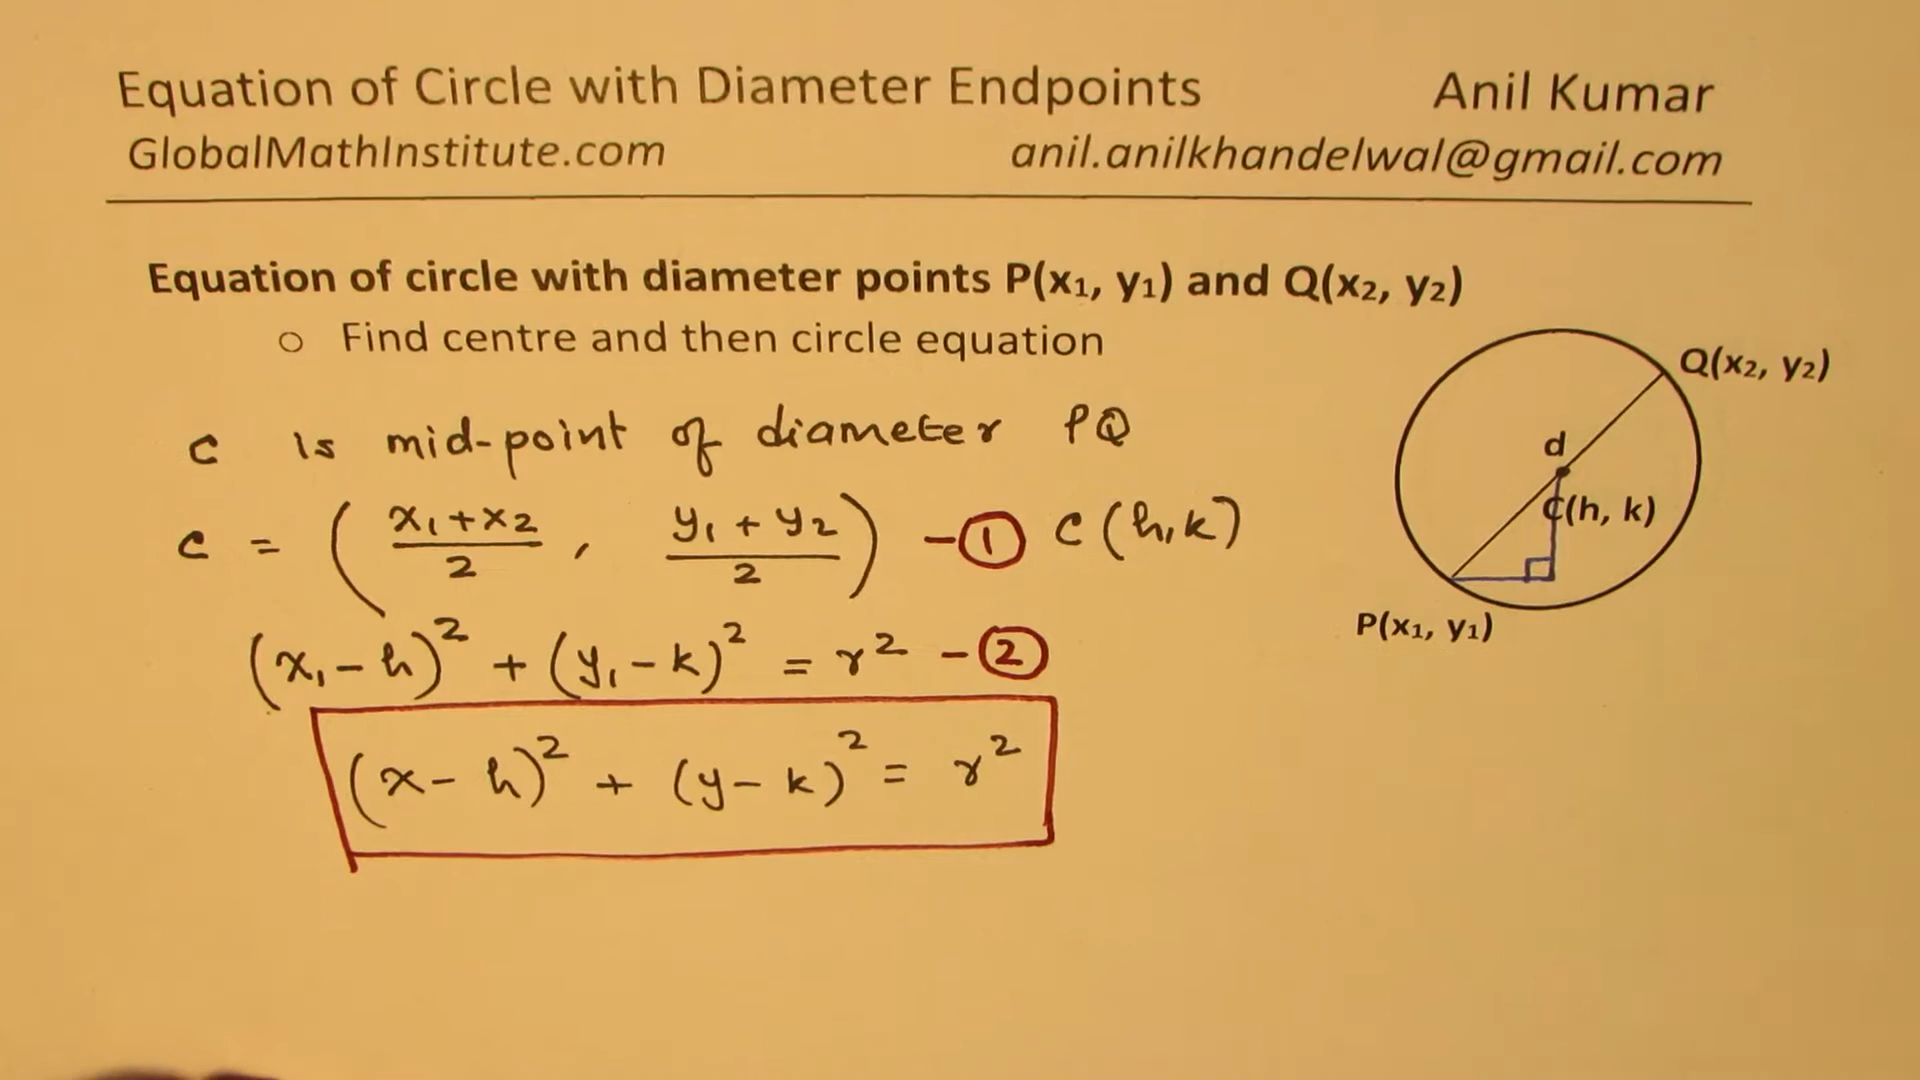 Equation of Circle with Diameter Endpoints Anil Kumar
GlobalMathInstitute.com anil.anilkhandelwal@gmail.com
Equation of circle with diameter points P(x₁, y₁) and Q(x₂, y₂)
○ Find centre and then circle equation
C is mid-point of diameter PQ
C = ( (x₁+x₂)/2 , (y₁+y₂)/2 ) -① C(h,k)
(x₁-h)² + (y₁-k)² = r² -②
(x-h)² + (y-k)² = r²
Q(x₂, y₂)
d
C(h, k)
P(x₁, y₁)